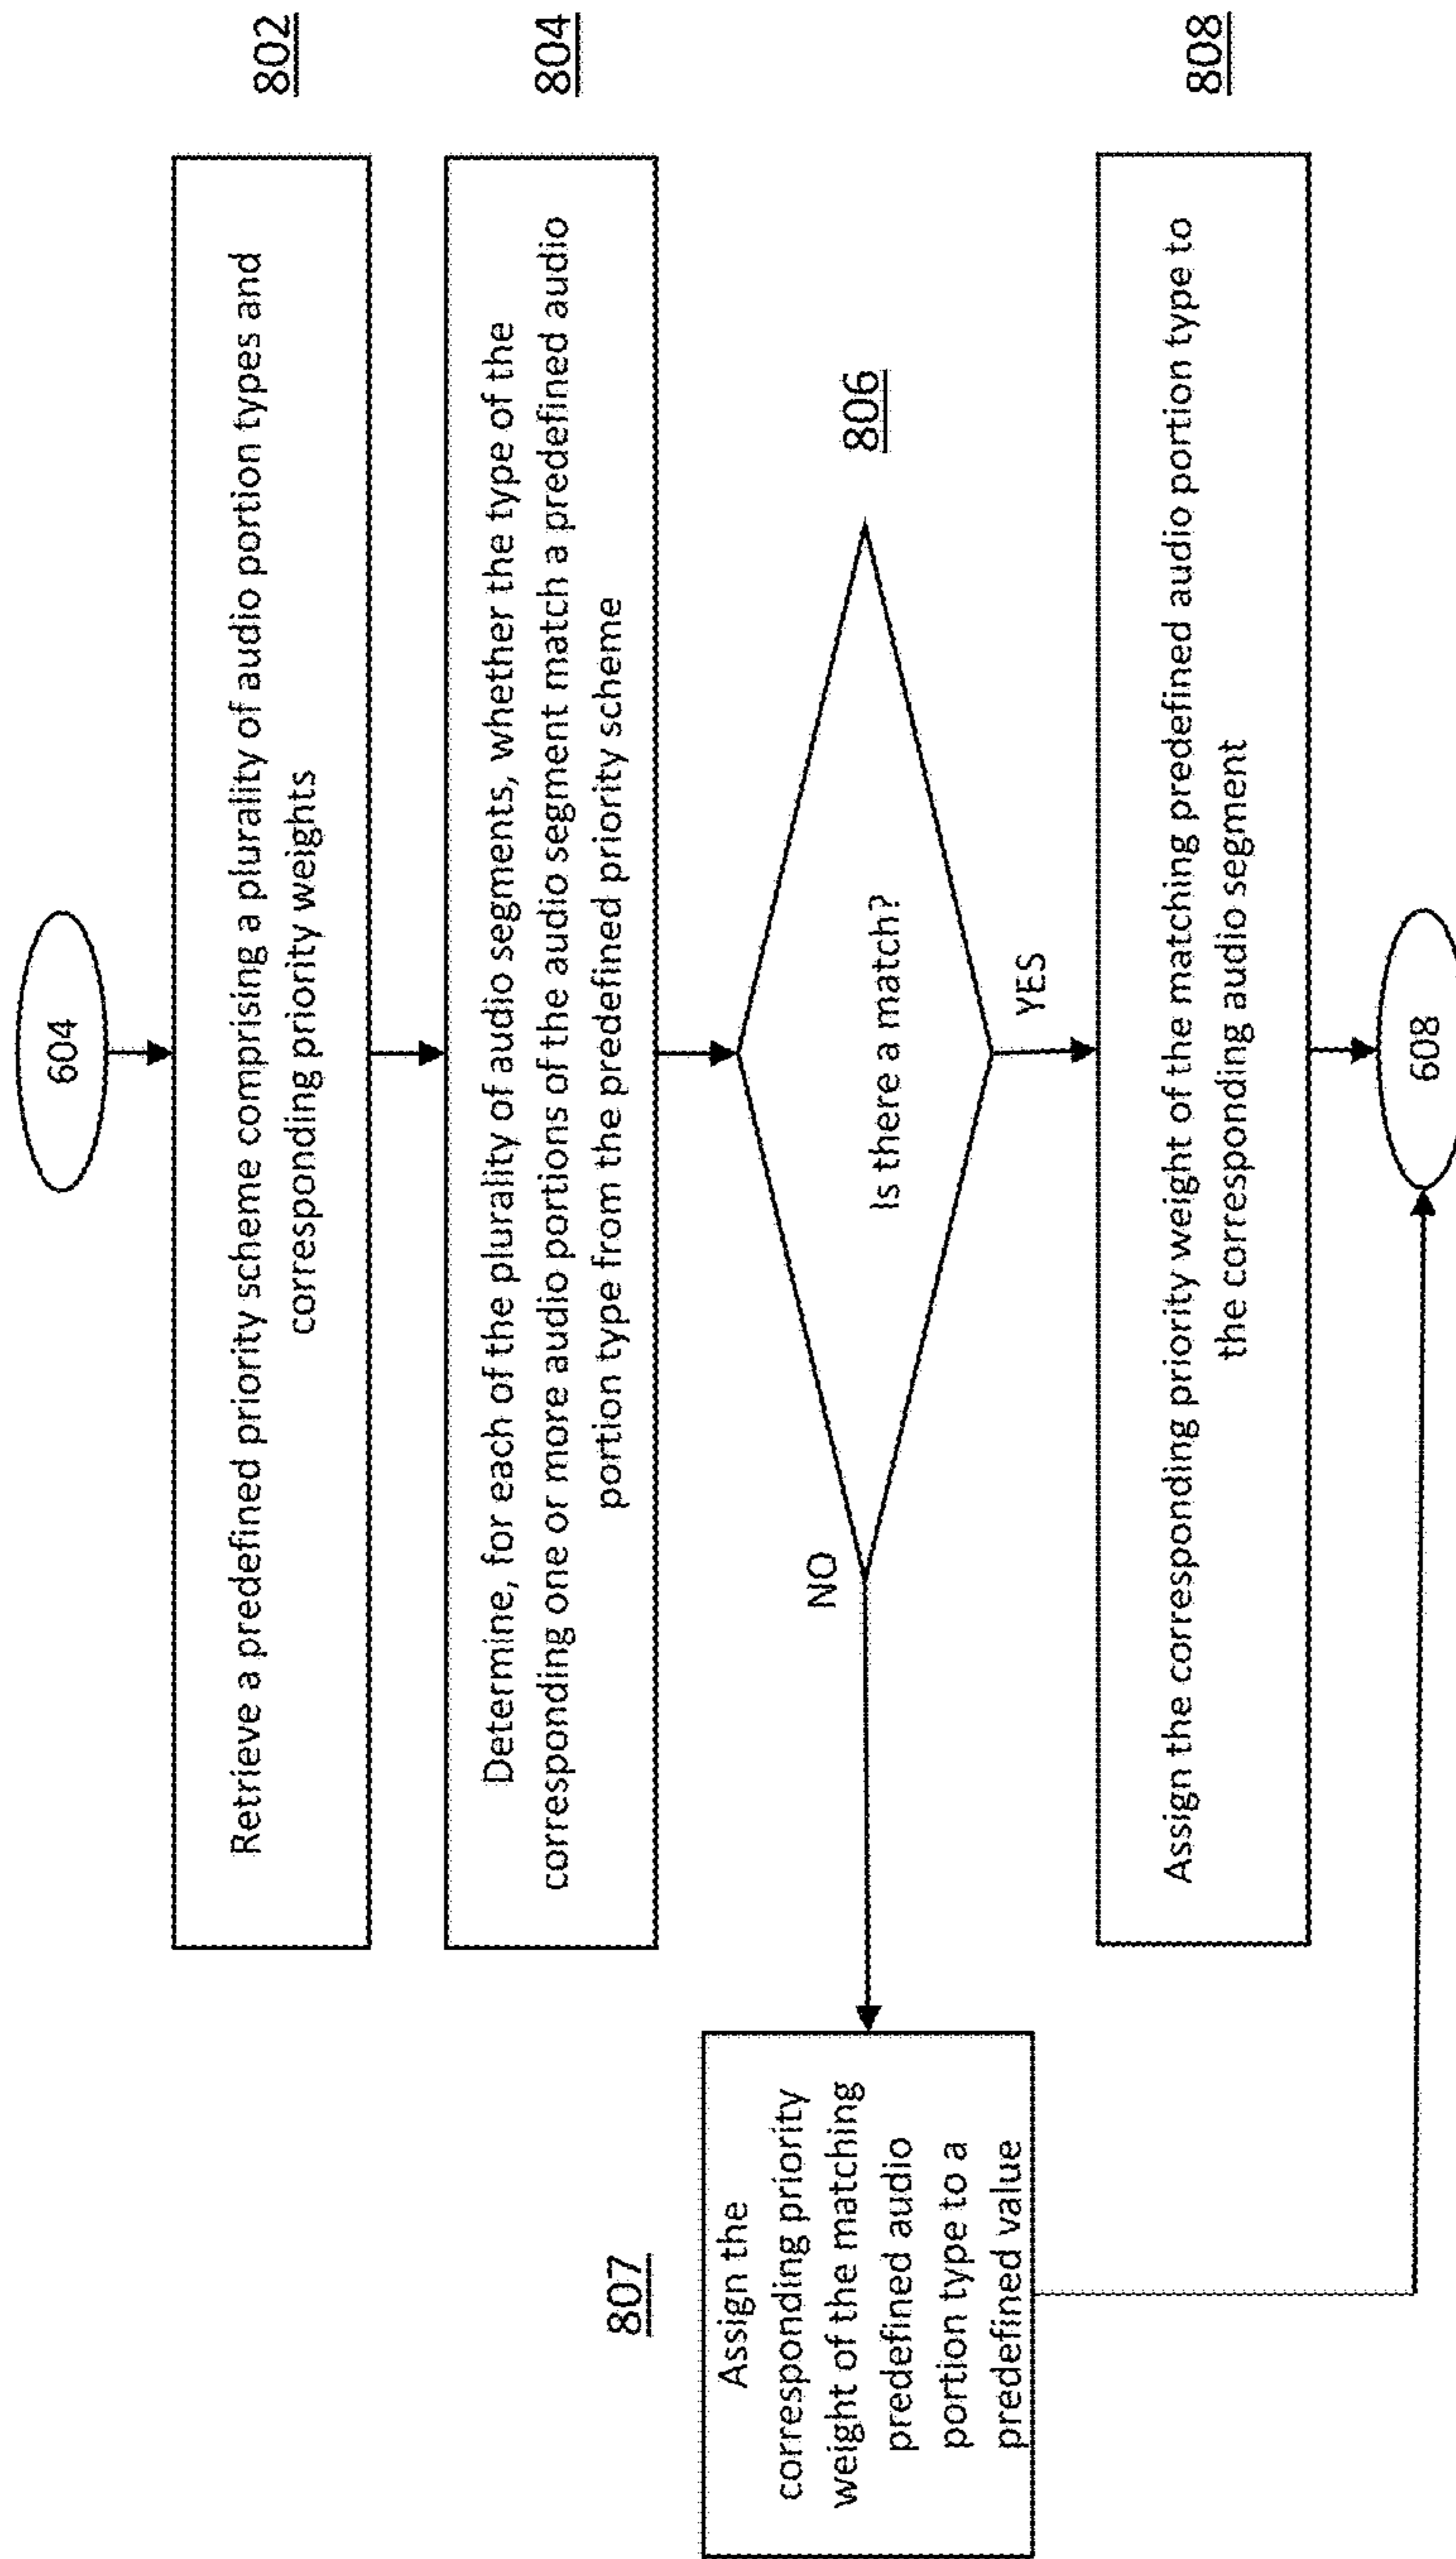 604
802
Retrieve a predefined priority scheme comprising a plurality of audio portion types and
corresponding priority weights
804
Determine, for each of the plurality of audio segments, whether the type of the
corresponding one or more audio portions of the audio segment match a predefined audio
portion type from the predefined priority scheme
806
Is there a match?
NO
YES
807
Assign the
corresponding priority
weight of the matching
predefined audio
portion type to a
predefined value
808
Assign the corresponding priority weight of the matching predefined audio portion type to
the corresponding audio segment
608